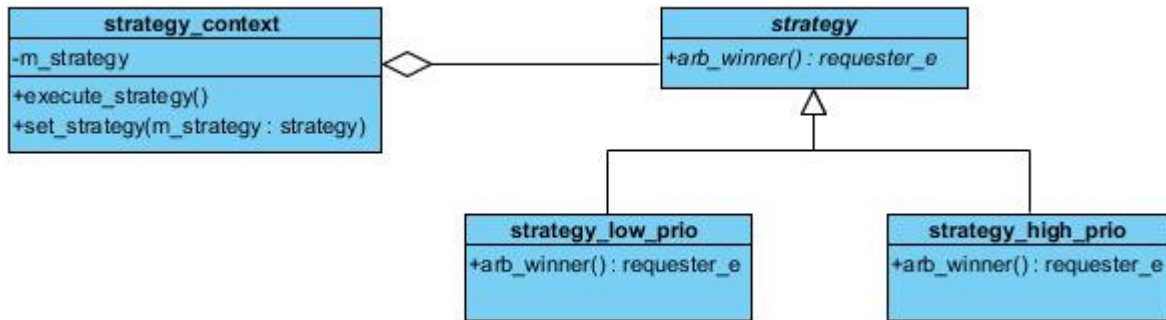 strategy_context
-m_strategy
+execute_strategy()
+set_strategy(m_strategy : strategy)
strategy
+arb_winner() : requester_e
strategy_low_prio
+arb_winner() : requester_e
strategy_high_prio
+arb_winner() : requester_e